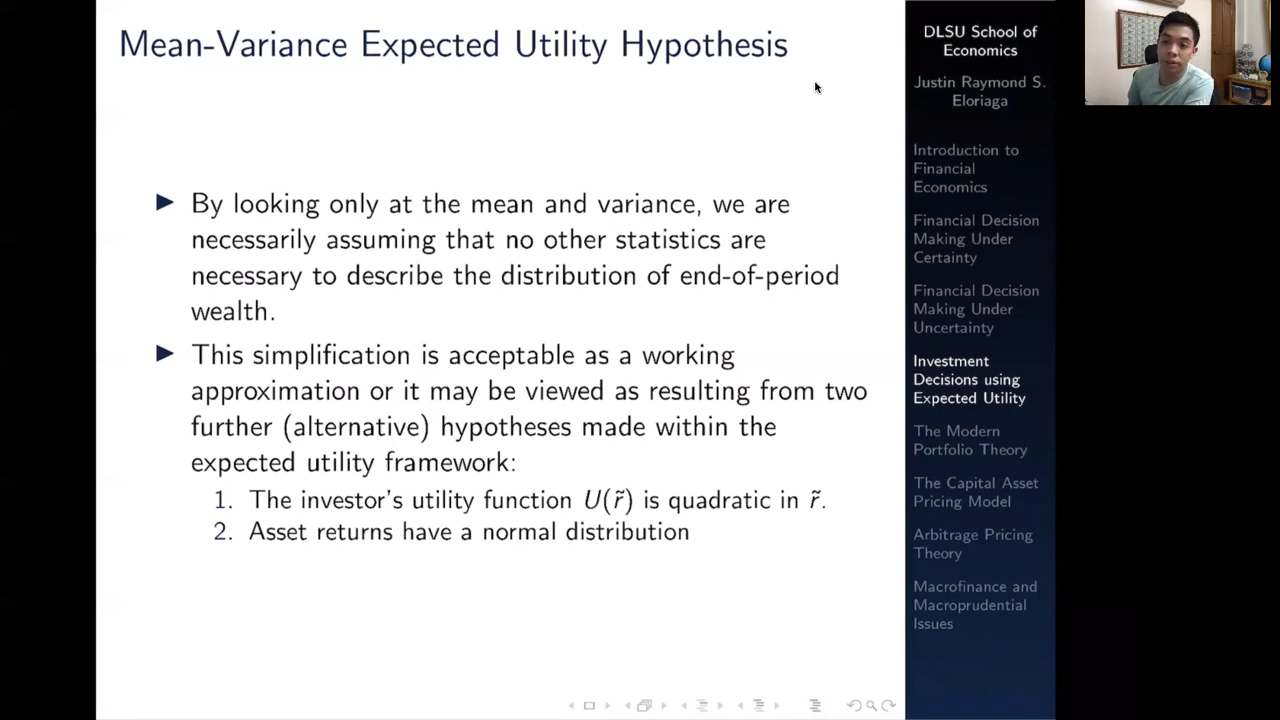 Mean-Variance Expected Utility Hypothesis
▶ By looking only at the mean and variance, we are
necessarily assuming that no other statistics are
necessary to describe the distribution of end-of-period
wealth.
▶ This simplification is acceptable as a working
approximation or it may be viewed as resulting from two
further (alternative) hypotheses made within the
expected utility framework:
1. The investor's utility function U(r̃) is quadratic in r̃.
2. Asset returns have a normal distribution
DLSU School of
Economics
Justin Raymond S.
Eloriaga
Introduction to
Financial
Economics
Financial Decision
Making Under
Certainty
Financial Decision
Making Under
Uncertainty
Investment
Decisions using
Expected Utility
The Modern
Portfolio Theory
The Capital Asset
Pricing Model
Arbitrage Pricing
Theory
Macrofinance and
Macroprudential
Issues